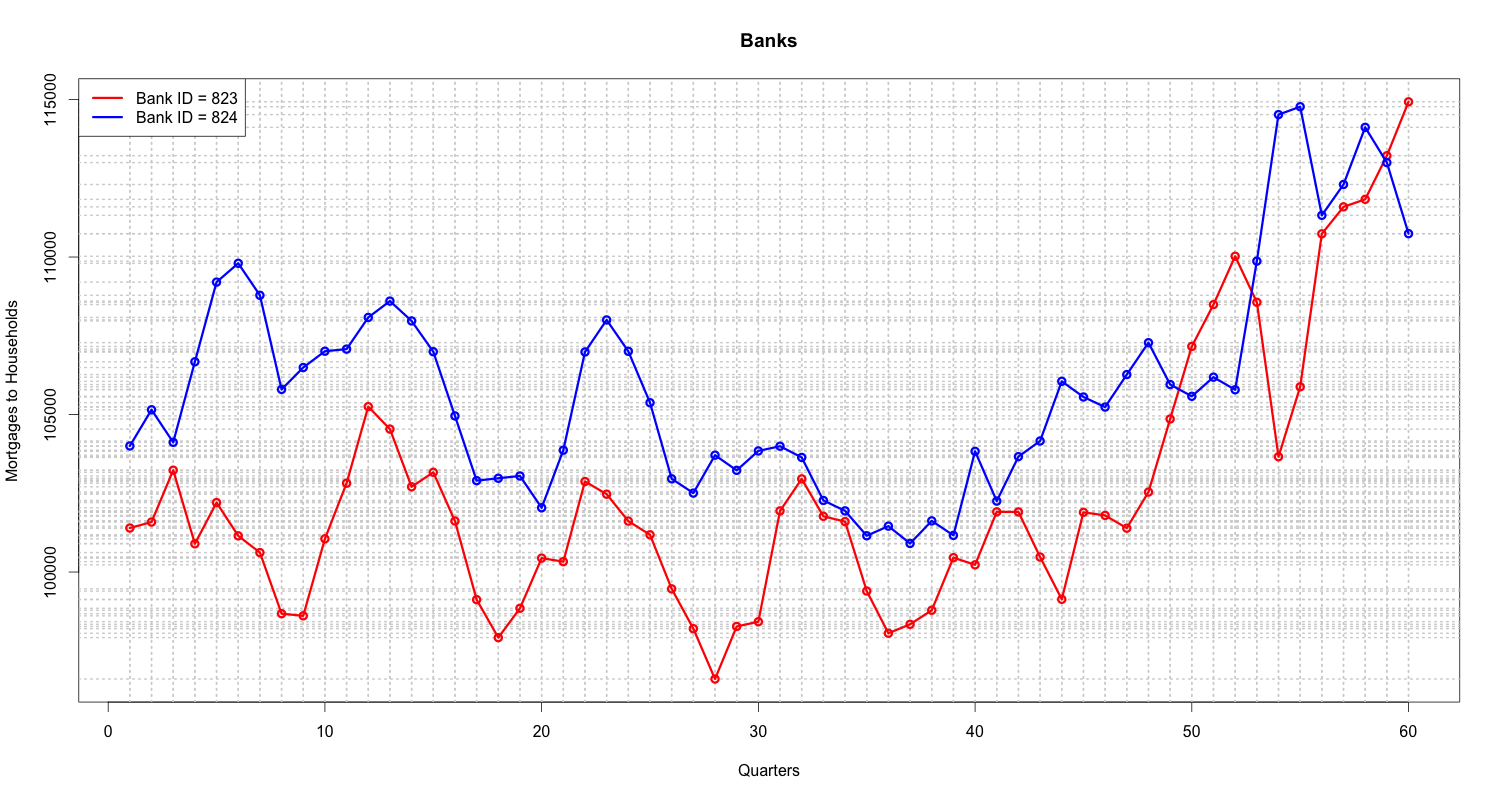 Banks
Bank ID = 823
Bank ID = 824
Mortgages to Households
115000
110000
105000
100000
0 10 20 30 40 50 60
Quarters